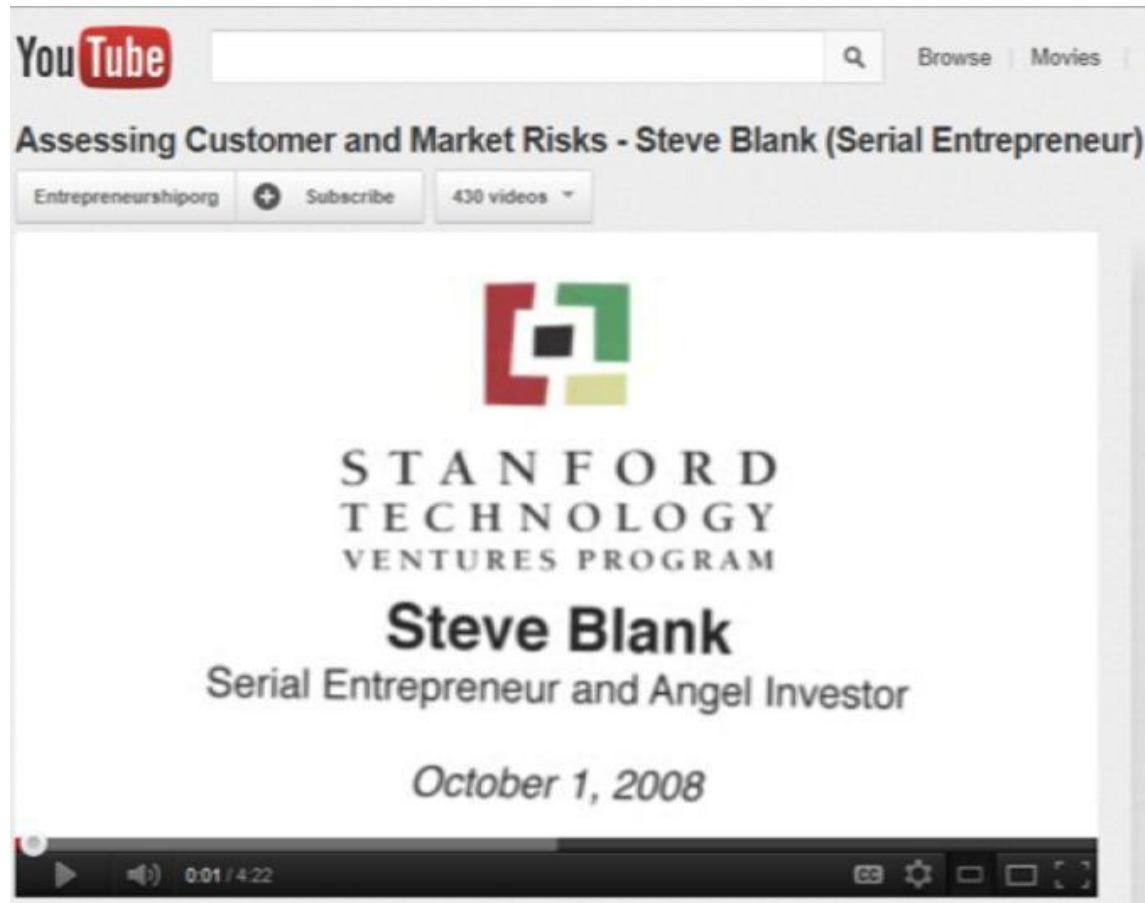 YouTube Browse Movies
Assessing Customer and Market Risks - Steve Blank (Serial Entrepreneur)
Entrepreneurshiporg Subscribe 430 videos
STANFORD
TECHNOLOGY
VENTURES PROGRAM
Steve Blank
Serial Entrepreneur and Angel Investor
October 1, 2008
0:01 / 4:22 CC